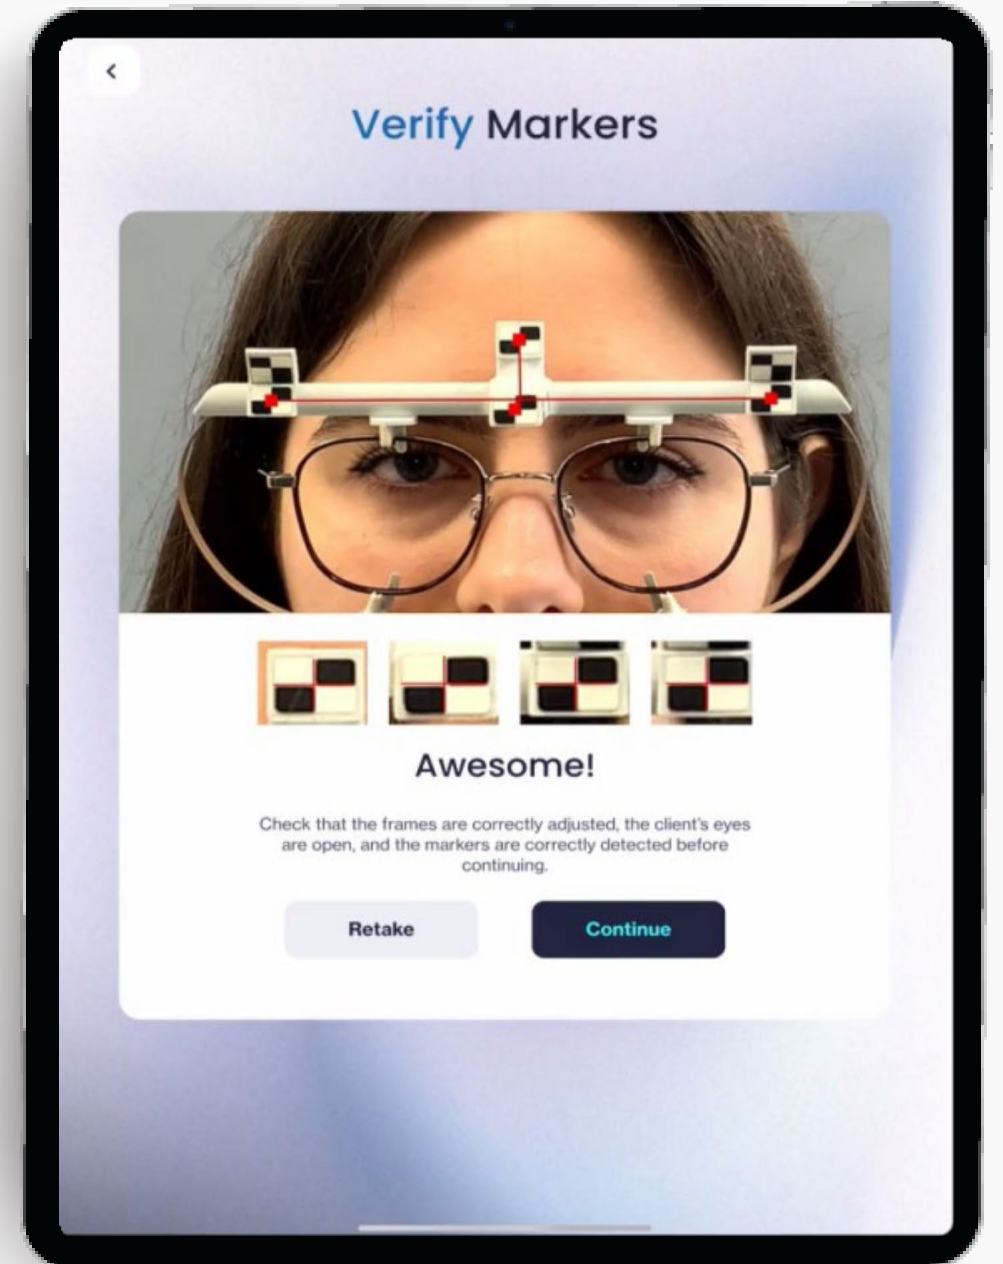 Verify Markers
Awesome!
Check that the frames are correctly adjusted, the client's eyes
are open, and the markers are correctly detected before
continuing.
Retake
Continue